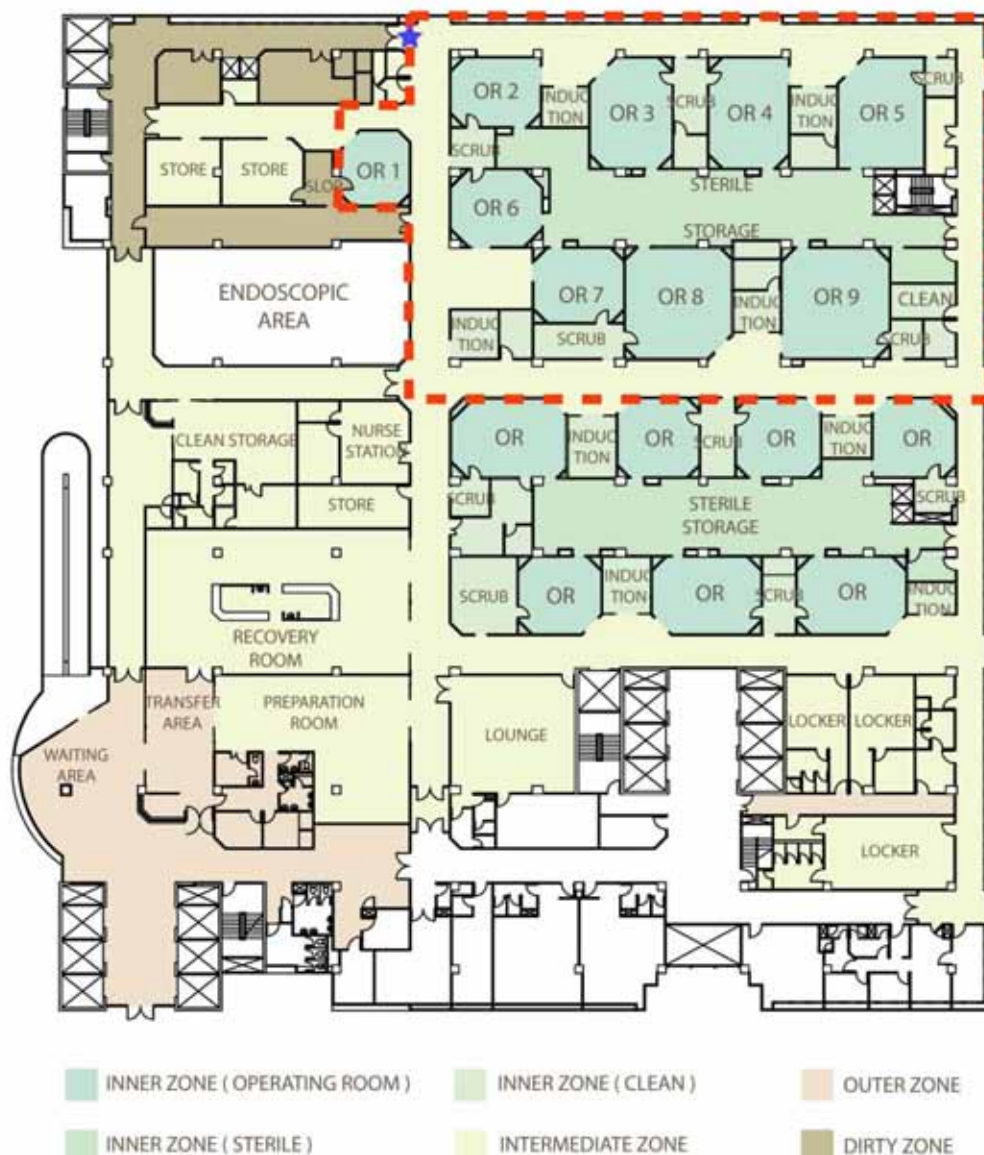 OR 2
INDUC
TION
OR 3
SCRUB
OR 4
INDUC
TION
OR 5
SCRUB
STORE
STORE
SLOP
OR 1
SCRUB
STERILE
STORAGE
OR 6
ENDOSCOPIC
AREA
OR 7
OR 8
INDUC
TION
OR 9
CLEAN
INDUC
TION
SCRUB
SCRUB
CLEAN STORAGE
NURSE
STATION
OR
INDUC
TION
OR
SCRUB
OR
INDUC
TION
OR
STORE
SCRUB
STERILE
STORAGE
SCRUB
RECOVERY
ROOM
SCRUB
OR
INDUC
TION
OR
SCRUB
OR
INDUC
TION
WAITING
AREA
TRANSFER
AREA
PREPARATION
ROOM
LOUNGE
LOCKER
LOCKER
LOCKER
INNER ZONE ( OPERATING ROOM )
INNER ZONE ( CLEAN )
OUTER ZONE
INNER ZONE ( STERILE )
INTERMEDIATE ZONE
DIRTY ZONE